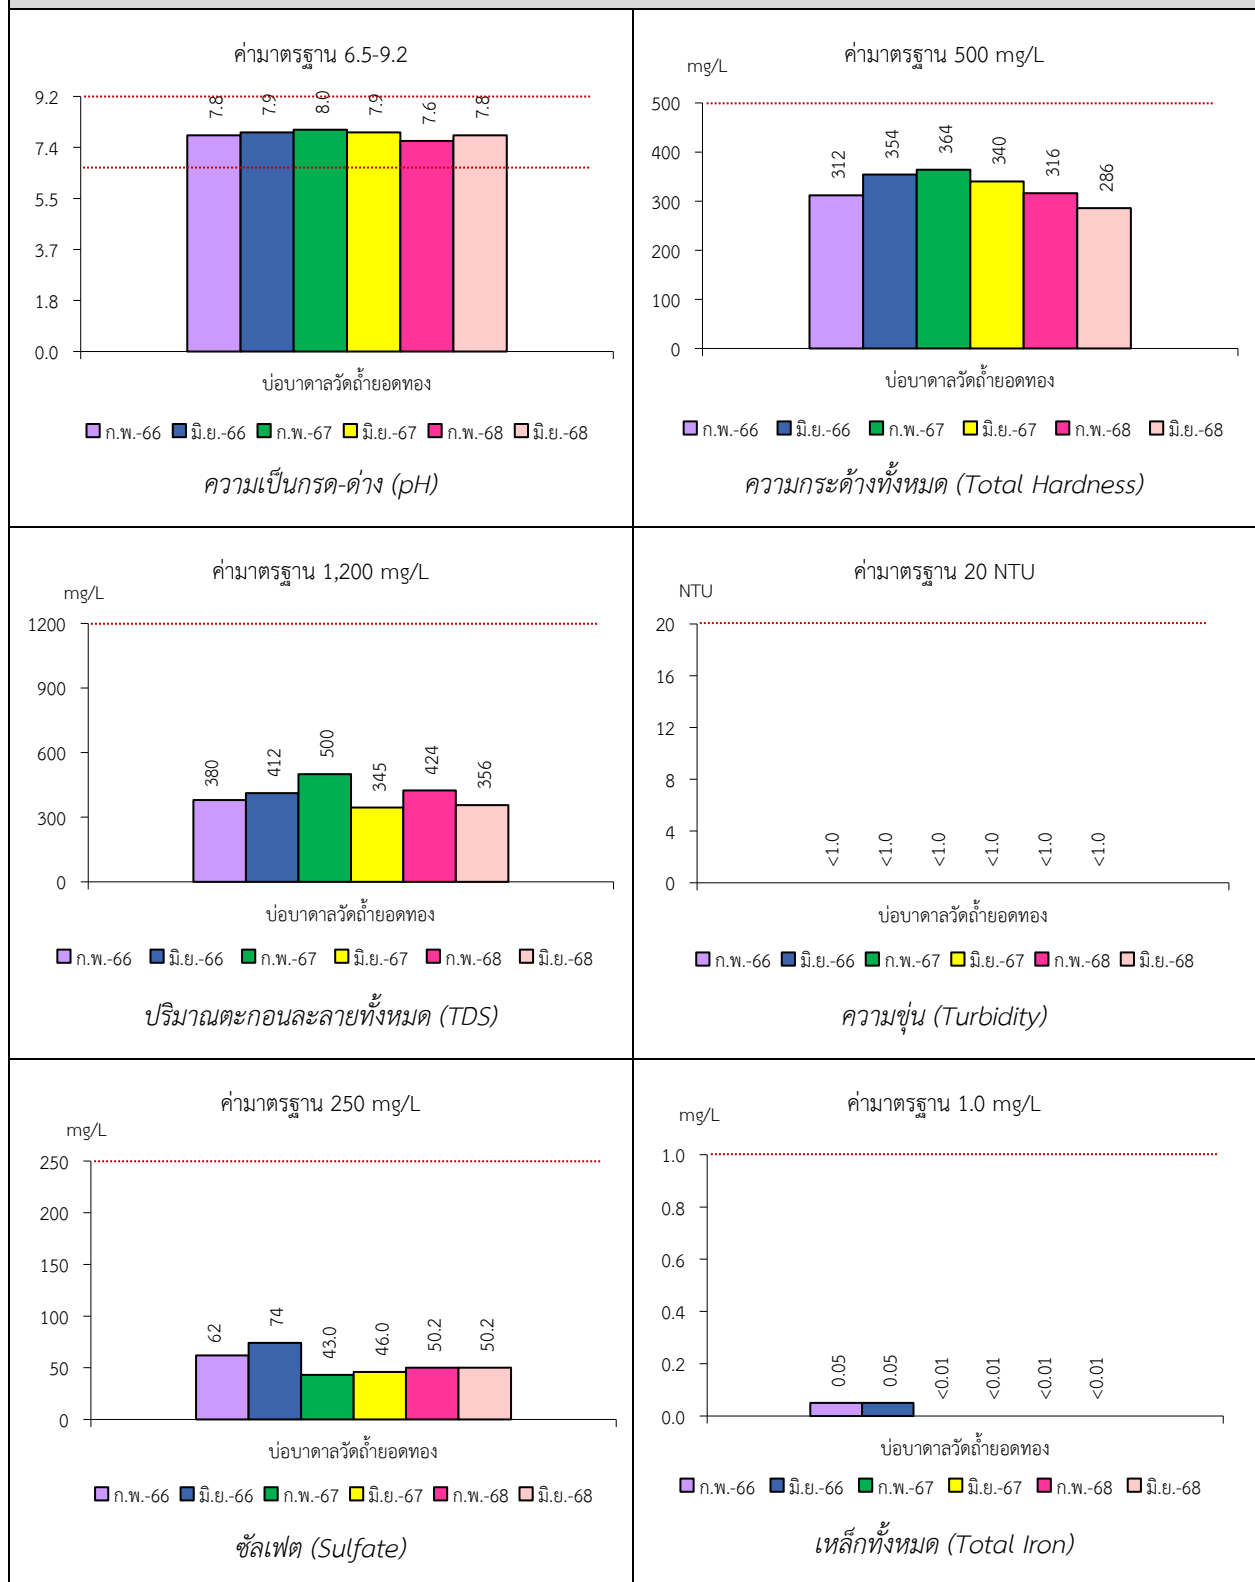 ค่ามาตรฐาน 6.5-9.2
9.2
7.4
5.5
3.7
1.8
0.0
7.8
7.9
8.0
7.9
7.6
7.8
บ่อบาดาลวัดถ้ำยอดทอง
ก.พ.-66 มิ.ย.-66 ก.พ.-67 มิ.ย.-67 ก.พ.-68 มิ.ย.-68
ความเป็นกรด-ด่าง (pH)
ค่ามาตรฐาน 500 mg/L
mg/L
500
400
300
200
100
0
312
354
364
340
316
286
บ่อบาดาลวัดถ้ำยอดทอง
ก.พ.-66 มิ.ย.-66 ก.พ.-67 มิ.ย.-67 ก.พ.-68 มิ.ย.-68
ความกระด้างทั้งหมด (Total Hardness)
ค่ามาตรฐาน 1,200 mg/L
mg/L
1200
900
600
300
0
380
412
500
345
424
356
บ่อบาดาลวัดถ้ำยอดทอง
ก.พ.-66 มิ.ย.-66 ก.พ.-67 มิ.ย.-67 ก.พ.-68 มิ.ย.-68
ปริมาณตะกอนละลายทั้งหมด (TDS)
ค่ามาตรฐาน 20 NTU
NTU
20
16
12
8
4
0
<1.0
<1.0
<1.0
<1.0
<1.0
<1.0
บ่อบาดาลวัดถ้ำยอดทอง
ก.พ.-66 มิ.ย.-66 ก.พ.-67 มิ.ย.-67 ก.พ.-68 มิ.ย.-68
ความขุ่น (Turbidity)
ค่ามาตรฐาน 250 mg/L
mg/L
250
200
150
100
50
0
62
74
43.0
46.0
50.2
50.2
บ่อบาดาลวัดถ้ำยอดทอง
ก.พ.-66 มิ.ย.-66 ก.พ.-67 มิ.ย.-67 ก.พ.-68 มิ.ย.-68
ซัลเฟต (Sulfate)
ค่ามาตรฐาน 1.0 mg/L
mg/L
1.0
0.8
0.6
0.4
0.2
0.0
0.05
0.05
<0.01
<0.01
<0.01
<0.01
บ่อบาดาลวัดถ้ำยอดทอง
ก.พ.-66 มิ.ย.-66 ก.พ.-67 มิ.ย.-67 ก.พ.-68 มิ.ย.-68
เหล็กทั้งหมด (Total Iron)